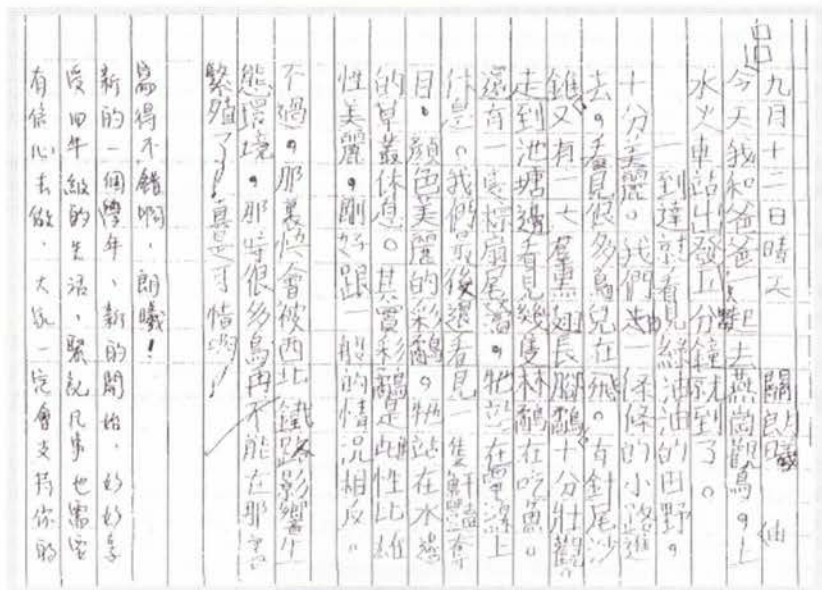 九月十二日晴天 關朗曦
今天我和爸爸一起去燕崗觀鳥。上
水火車站出發五分鐘就到了。
一到達就看見綠油油的田野,
十分美麗。我們由一條條的小路進
去,看見很多鳥兒在飛。有針尾沙
錐又有一大羣黑翅長腳鷸十分壯觀。
走到池塘邊看見幾隻林鷸在吃魚。
還有一隻棕扇尾鶯,牠站在電線上
休息。我們最後還看見一隻鮮豔奪
目,顏色美麗的彩鷸,牠站在水邊
的草叢休息。其實彩鷸是雌性比雄
性美麗,剛好跟一般的情況相反。
不過,那裏快會被西北鐵路影響生
態環境,那時很多鳥再不能在那裏
繁殖了!真是可惜啊!
寫得不錯啊,朗曦!
新的一個學年、新的開始,好好享
受四年級的生活,緊記凡事也需要
有信心去做,大家一定會支持你的